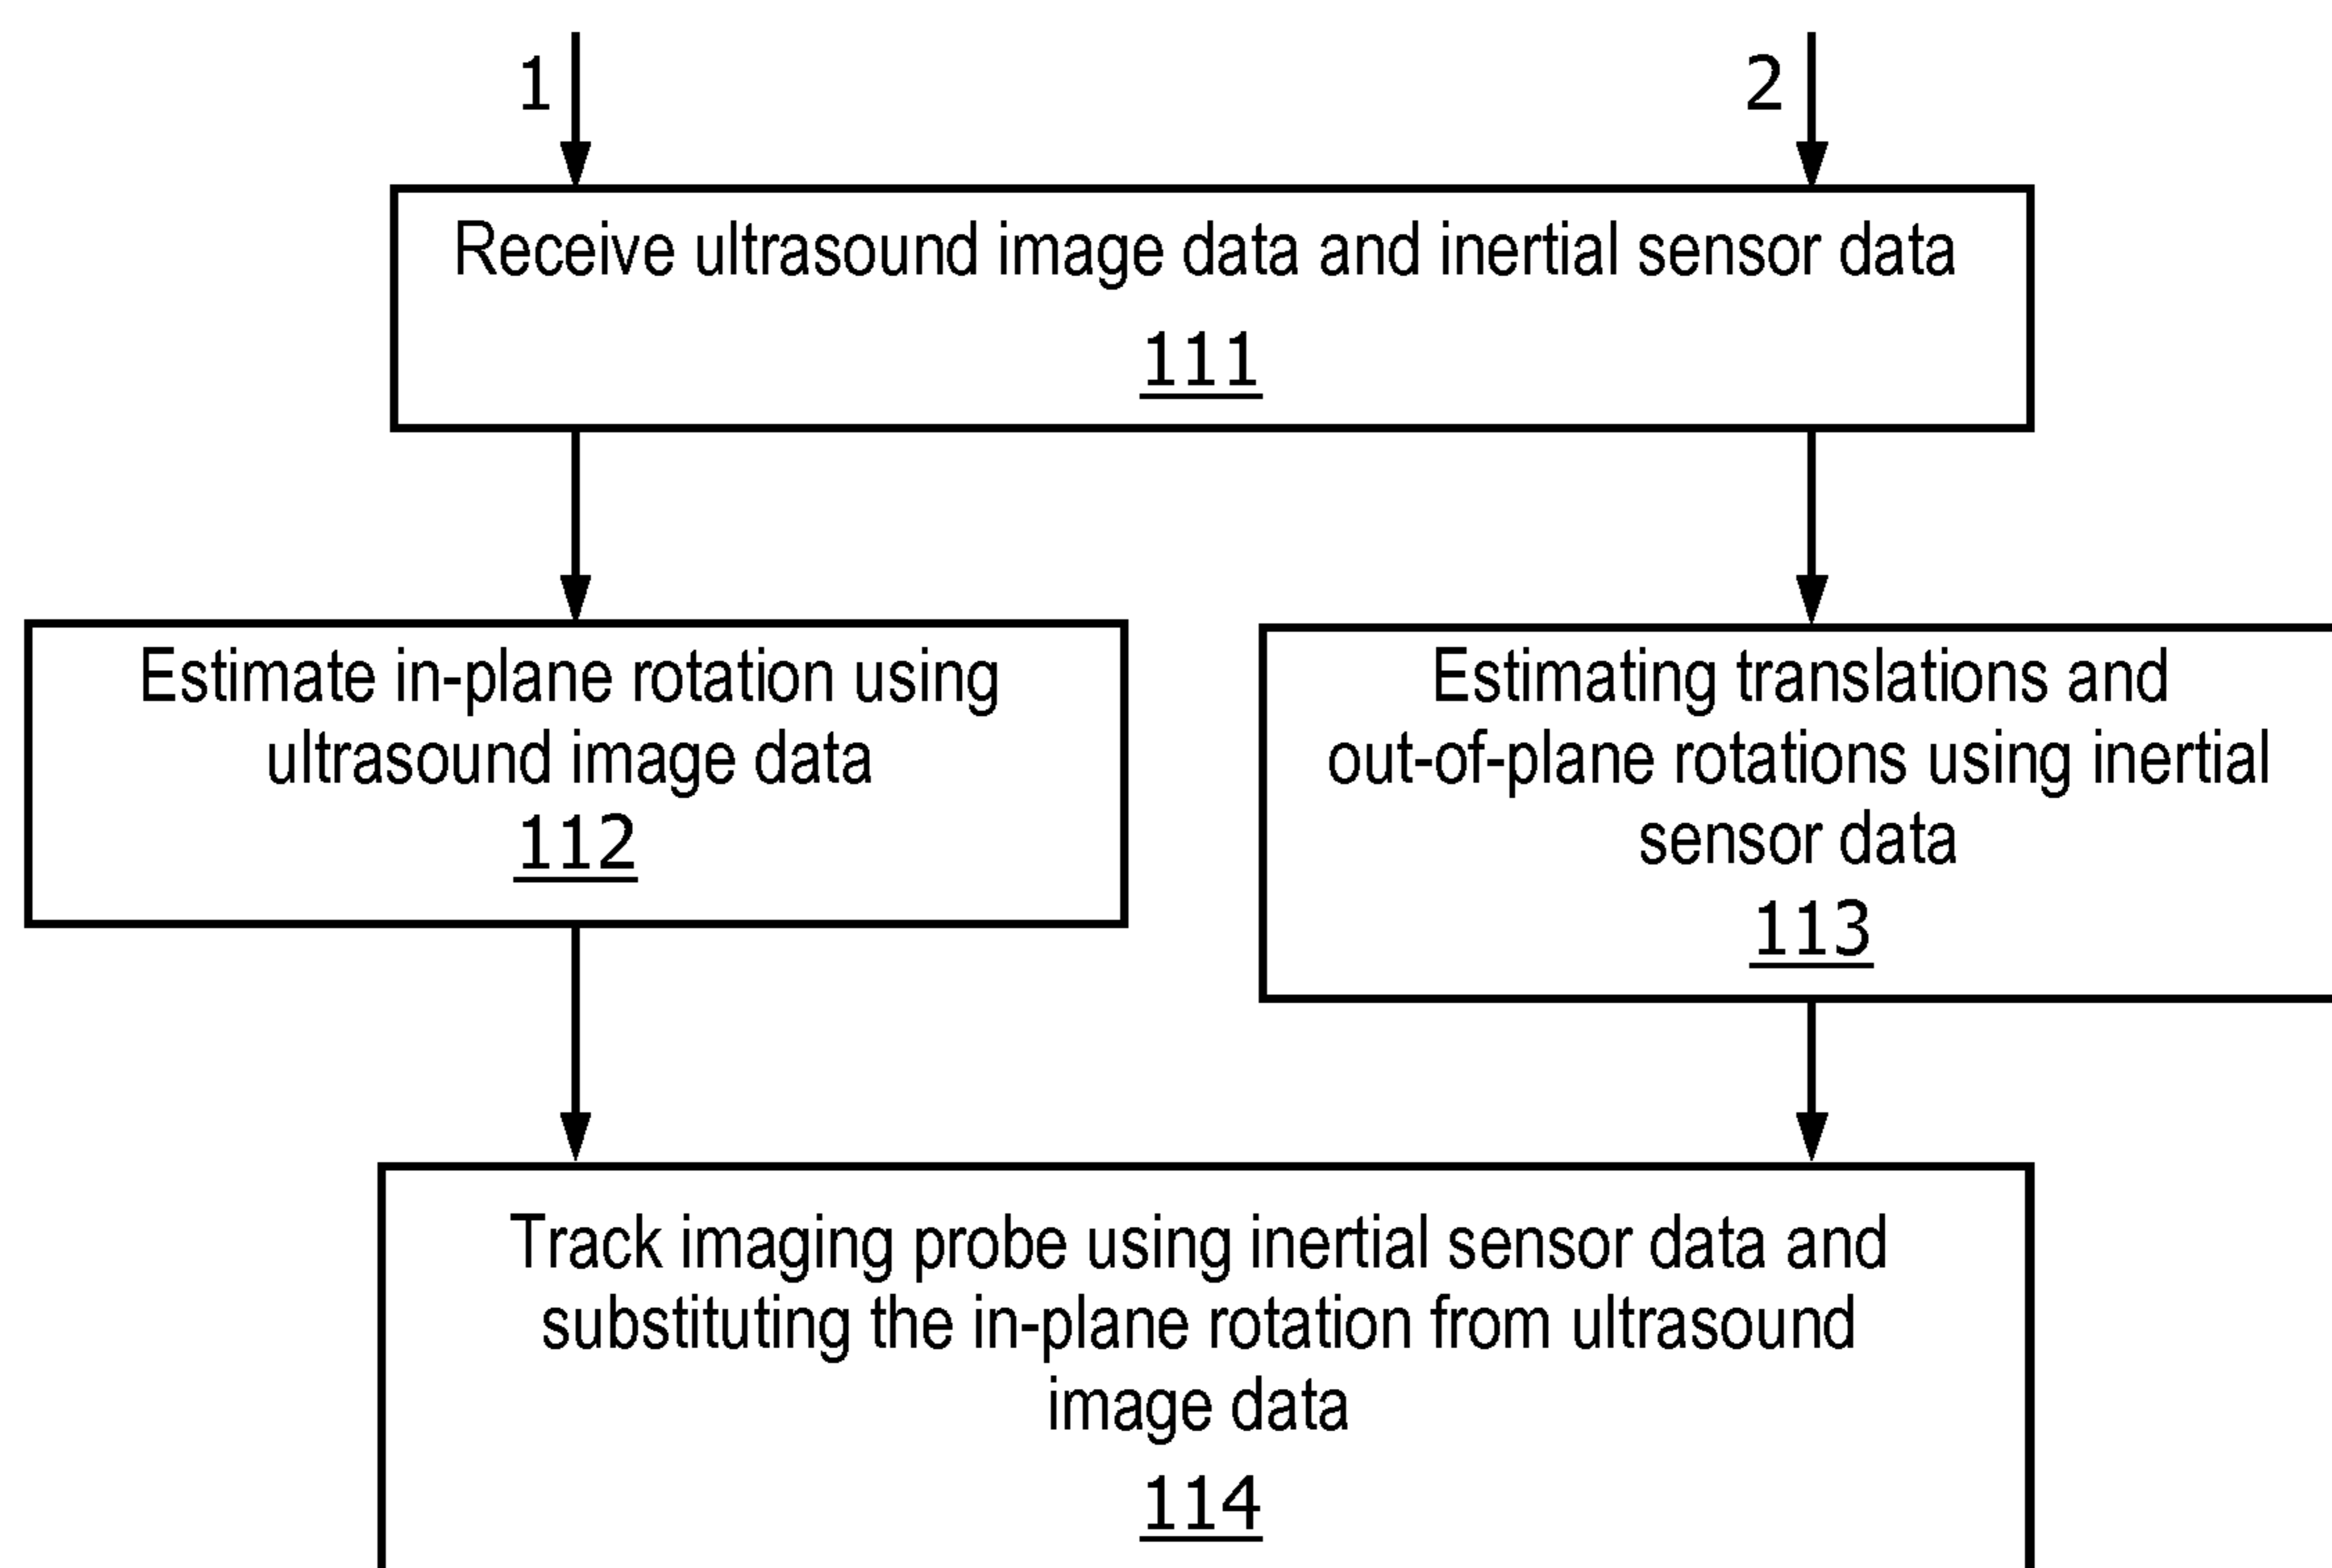 1
2
Receive ultrasound image data and inertial sensor data
111
Estimate in-plane rotation using
ultrasound image data
112
Estimating translations and
out-of-plane rotations using inertial
sensor data
113
Track imaging probe using inertial sensor data and
substituting the in-plane rotation from ultrasound
image data
114